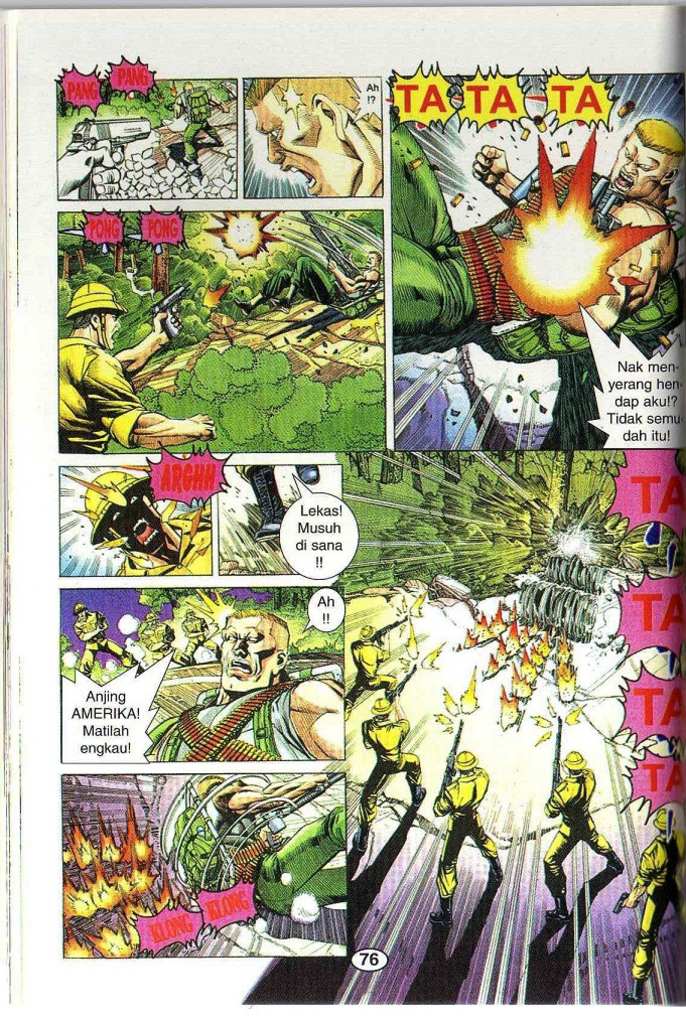 PANG
PANG
Ah
!?
TA TA TA
Nak men-
yerang hen
dap aku!?
Tidak semu
dah itu!
PONG
PONG
ARGHH
Lekas!
Musuh
di sana
!!
TA
TA
TA
TA
Ah
!!
Anjing
AMERIKA!
Matilah
engkau!
KLONG
KLONG
76